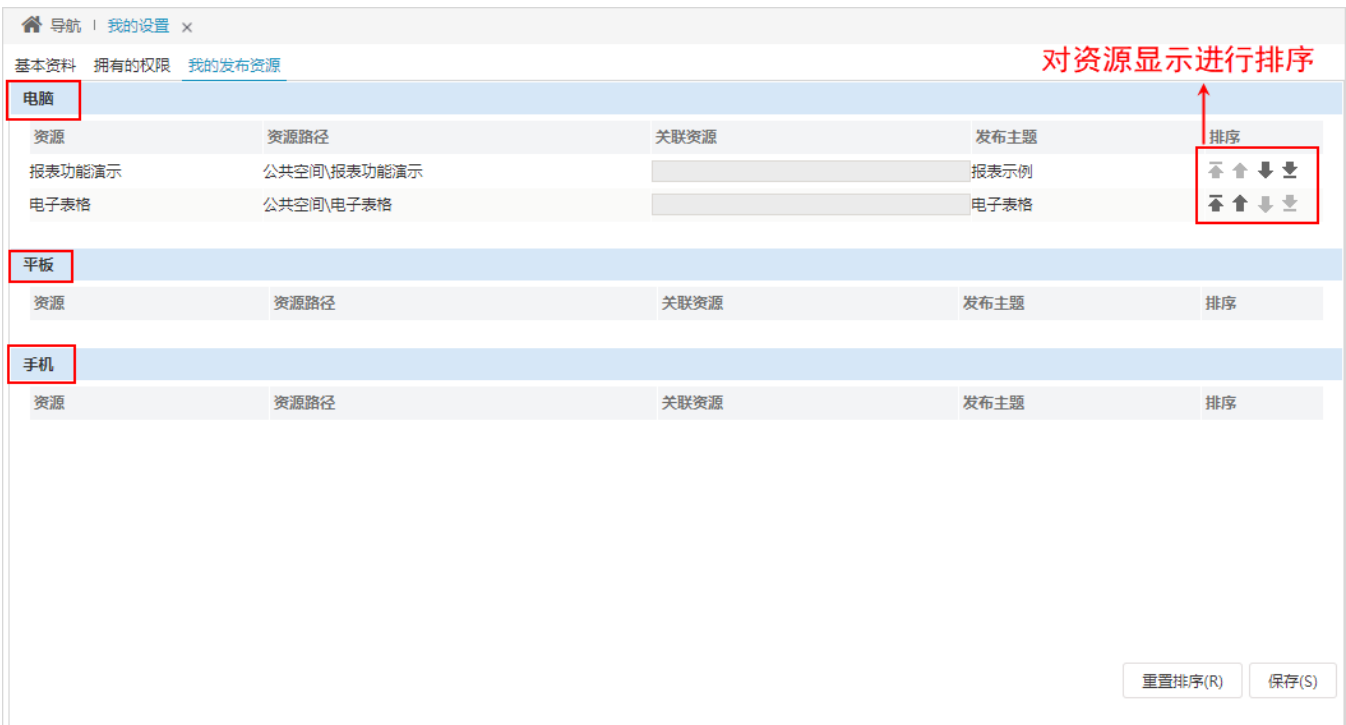 导航 | 我的设置 ×
基本资料 拥有的权限 我的发布资源
对资源显示进行排序
电脑
资源 资源路径 关联资源 发布主题 排序
报表功能演示 公共空间\报表功能演示 报表示例
电子表格 公共空间\电子表格 电子表格
平板
资源 资源路径 关联资源 发布主题 排序
手机
资源 资源路径 关联资源 发布主题 排序
重置排序(R) 保存(S)